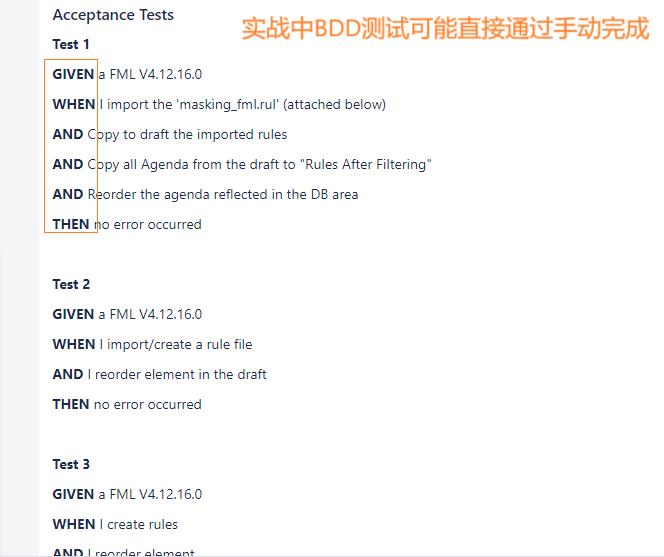 Acceptance Tests
实战中BDD测试可能直接通过手动完成
Test 1
GIVEN a FML V4.12.16.0
WHEN I import the 'masking_fml.rul' (attached below)
AND Copy to draft the imported rules
AND Copy all Agenda from the draft to "Rules After Filtering"
AND Reorder the agenda reflected in the DB area
THEN no error occurred
Test 2
GIVEN a FML V4.12.16.0
WHEN I import/create a rule file
AND I reorder element in the draft
THEN no error occurred
Test 3
GIVEN a FML V4.12.16.0
WHEN I create rules
AND I reorder element